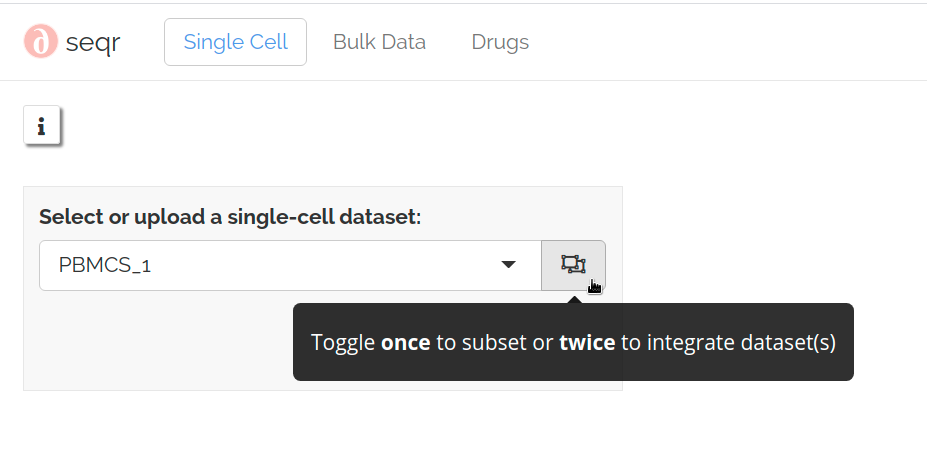 seqr Single Cell Bulk Data Drugs
i
Select or upload a single-cell dataset:
PBMCS_1
Toggle once to subset or twice to integrate dataset(s)